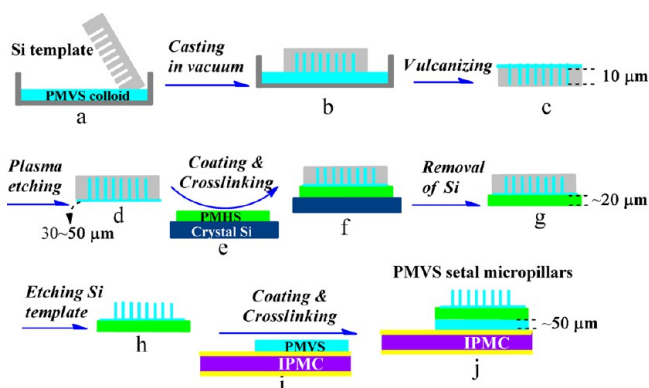 Si template
PMVS colloid
a
Casting
in vacuum
b
Vulcanizing
10 μm
c
Plasma
etching
d
30~50 μm
Coating &
Crosslinking
PMHS
Crystal Si
e
f
Removal
of Si
~20 μm
g
Etching Si
template
h
Coating &
Crosslinking
PMVS
IPMC
i
PMVS setal micropillars
~50 μm
IPMC
j